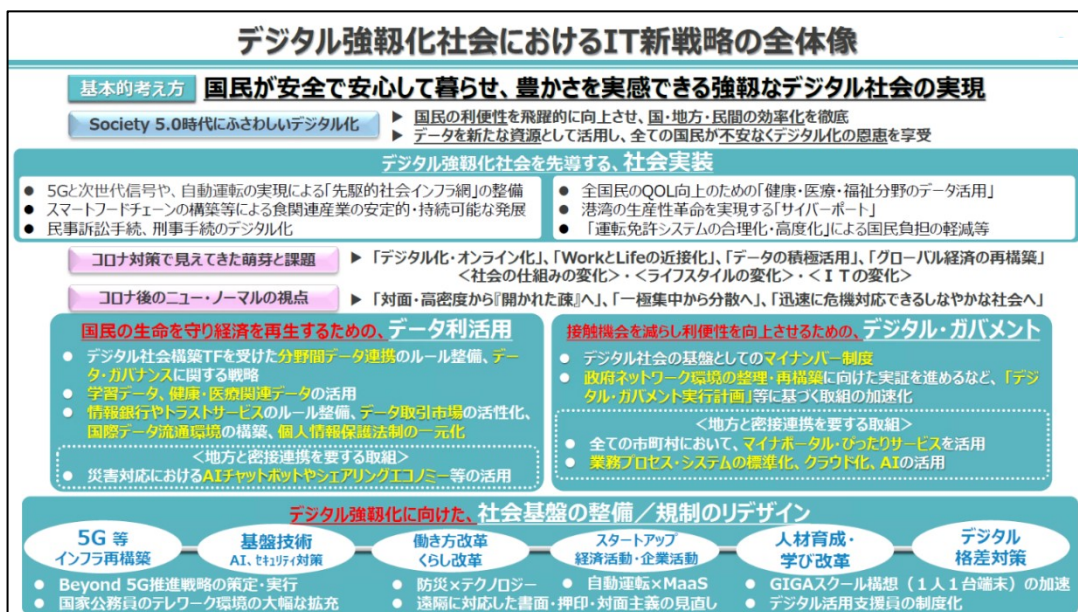 デジタル強靱化社会におけるIT新戦略の全体像
基本的考え方 国民が安全で安心して暮らせ、豊かさを実感できる強靱なデジタル社会の実現
Society 5.0時代にふさわしいデジタル化
▶ 国民の利便性を飛躍的に向上させ、国・地方・民間の効率化を徹底
▶ データを新たな資源として活用し、全ての国民が不安なくデジタル化の恩恵を享受
デジタル強靱化社会を先導する、社会実装
● 5Gと次世代信号や、自動運転の実現による「先駆的社会インフラ網」の整備
● スマートフードチェーンの構築等による食関連産業の安定的・持続可能な発展
● 民事訴訟手続、刑事手続のデジタル化
● 全国民のQOL向上のための「健康・医療・福祉分野のデータ活用」
● 港湾の生産性革命を実現する「サイバーポート」
● 「運転免許システムの合理化・高度化」による国民負担の軽減等
コロナ対策で見えてきた萌芽と課題
▶ 「デジタル化・オンライン化」、「WorkとLifeの近接化」、「データの積極活用」、「グローバル経済の再構築」
<社会の仕組みの変化>・<ライフスタイルの変化>・<ITの変化>
コロナ後のニュー・ノーマルの視点
▶ 「対面・高密度から『開かれた疎』へ」、「一極集中から分散へ」、「迅速に危機対応できるしなやかな社会へ」
国民の生命を守り経済を再生するための、データ利活用
● デジタル社会構築TFを受けた分野間データ連携のルール整備、デー
タ・ガバナンスに関する戦略
● 学習データ、健康・医療関連データの活用
● 情報銀行やトラストサービスのルール整備、データ取引市場の活性化、
国際データ流通環境の構築、個人情報保護法制の一元化
<地方と密接連携を要する取組>
● 災害対応におけるAIチャットボットやシェアリングエコノミー等の活用
接触機会を減らし利便性を向上させるための、デジタル・ガバメント
● デジタル社会の基盤としてのマイナンバー制度
● 政府ネットワーク環境の整理・再構築に向けた実証を進めるなど、「デジ
タル・ガバメント実行計画」等に基づく取組の加速化
<地方と密接連携を要する取組>
● 全ての市町村において、マイナポータル・ぴったりサービスを活用
● 業務プロセス・システムの標準化、クラウド化、AIの活用
デジタル強靱化に向けた、社会基盤の整備／規制のリデザイン
5G 等
インフラ再構築
基盤技術
AI、セキュリティ対策
働き方改革
くらし改革
スタートアップ
経済活動・企業活動
人材育成・
学び改革
デジタル
格差対策
● Beyond 5G推進戦略の策定・実行
● 国家公務員のテレワーク環境の大幅な拡充
● 防災×テクノロジー
● 自動運転×MaaS
● 遠隔に対応した書面・押印・対面主義の見直し
● GIGAスクール構想（１人１台端末）の加速
● デジタル活用支援員の制度化